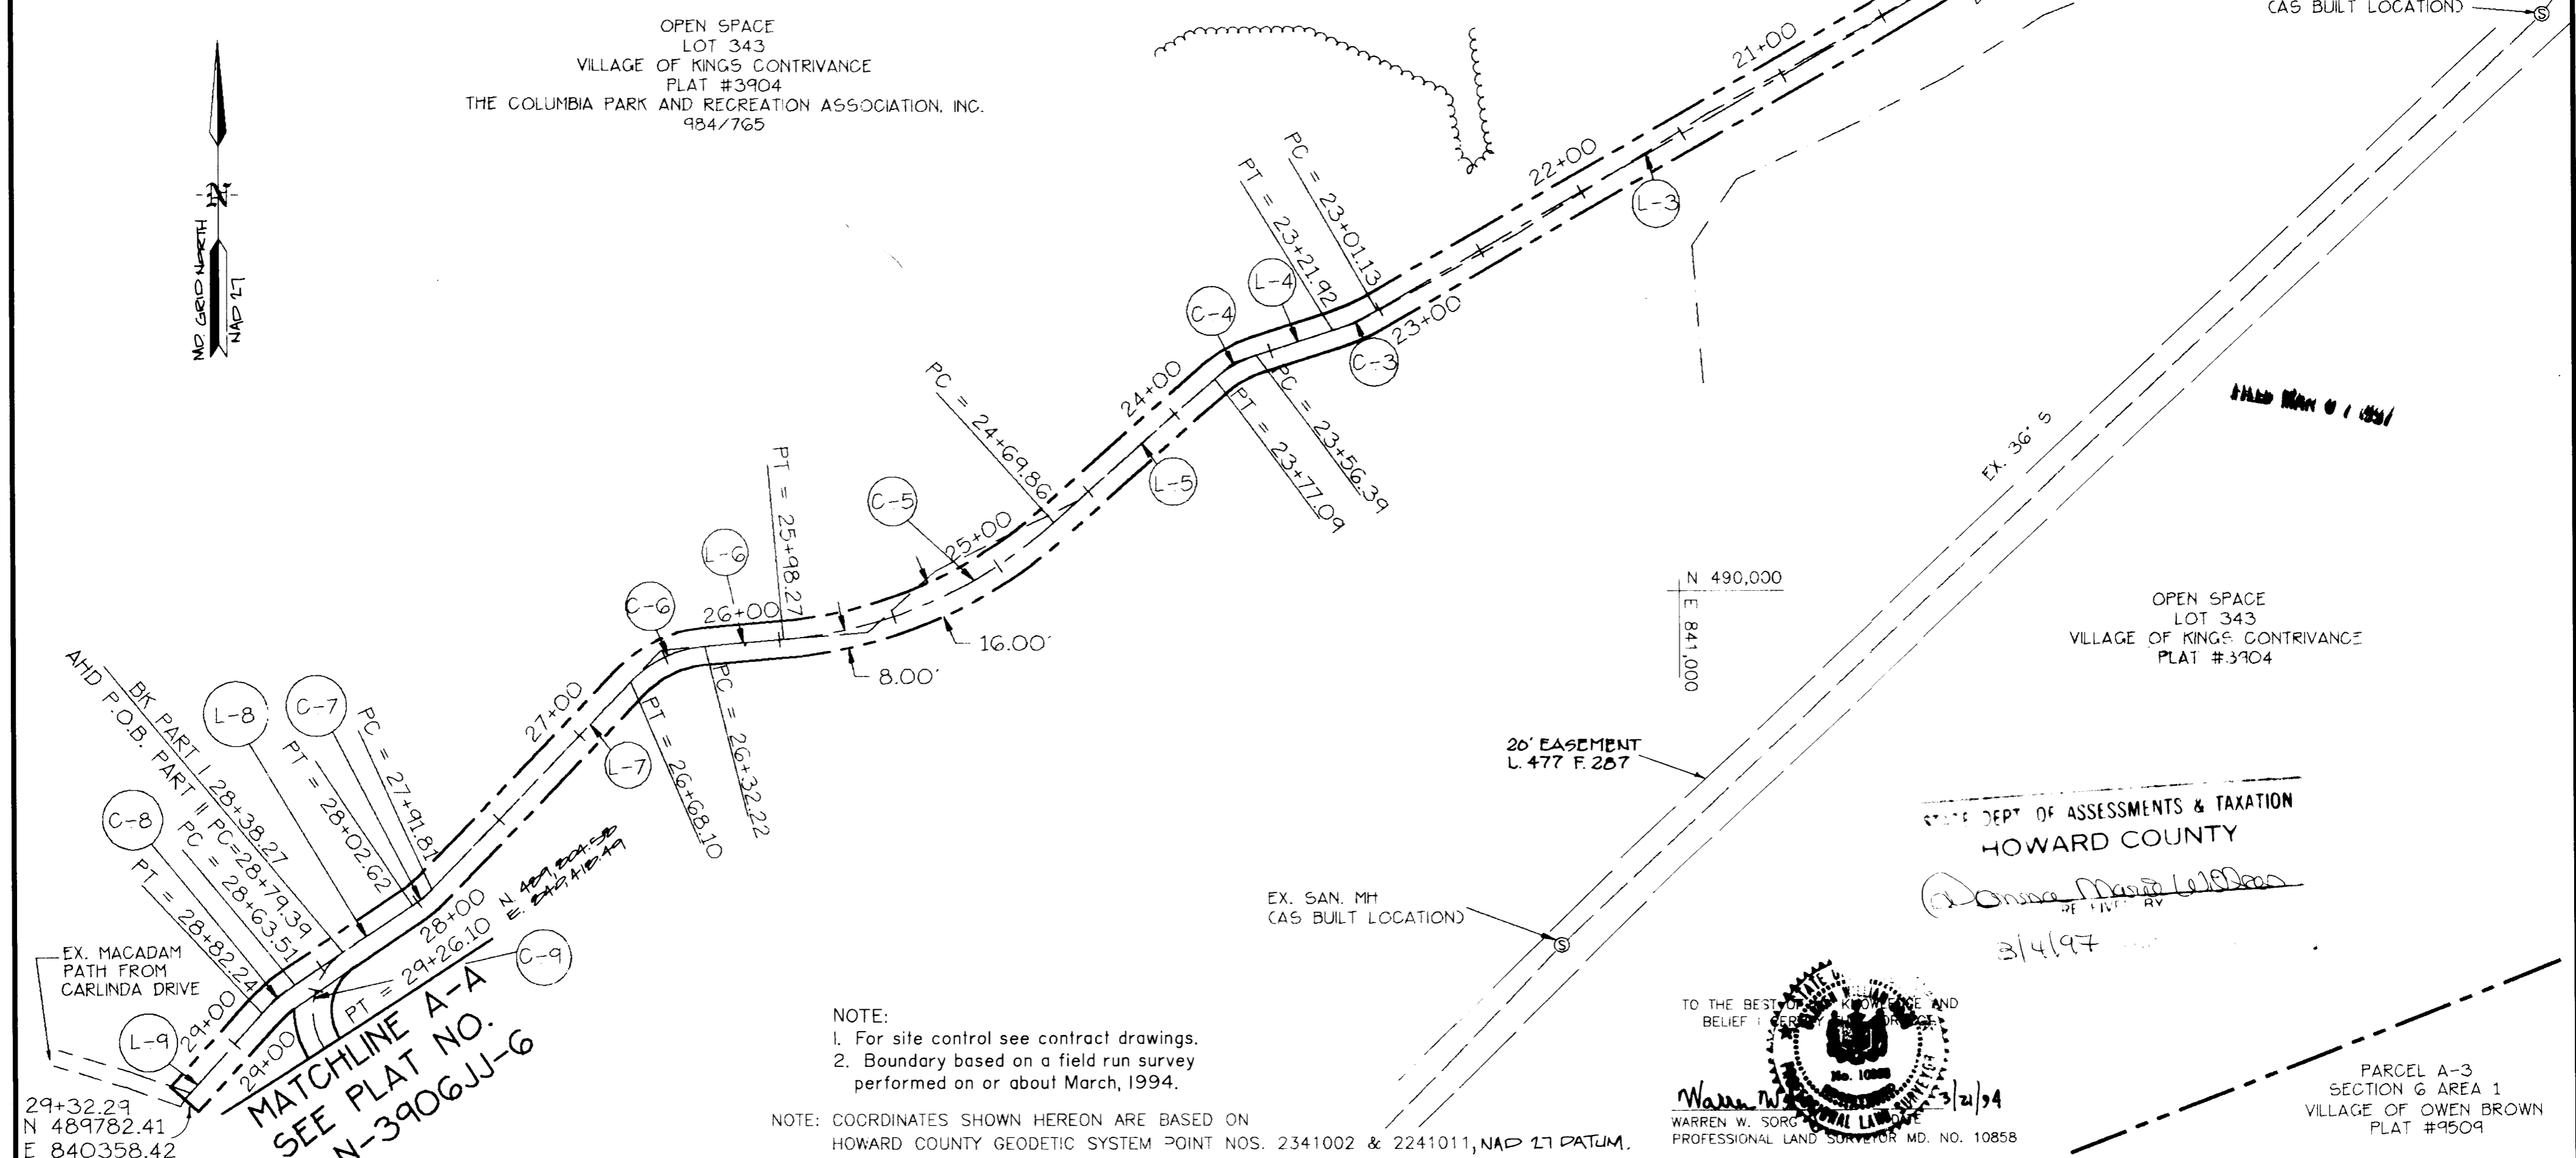 (AS BUILT LOCATION)
OPEN SPACE
LOT 343
VILLAGE OF KINGS CONTRIVANCE
PLAT #3904
THE COLUMBIA PARK AND RECREATION ASSOCIATION, INC.
984/765
MD. GRID NORTH
NAD 27
21+00
22+00
L-3
PC = 23+01.13
PT = 23+21.92
L-4
C-4
23+00
C-3
24+00
PC = 23+56.39
PT = 23+77.09
L-5
PC = 24+69.86
C-5
25+00
PT = 25+98.27
L-6
C-6
26+00
16.00'
8.00'
PC = 26+32.22
PT = 26+68.10
L-7
27+00
PC = 27+91.81
C-7
PT = 28+02.62
L-8
BK PART I 28+38.27
AHD P.O.B. PART II PC=28+79.39
PC = 28+63.51
C-8
PT = 28+82.24
28+00
PT = 29+26.10
C-9
EX. MACADAM
PATH FROM
CARLINDA DRIVE
29+00
L-9
29+00
MATCHLINE A-A
SEE PLAT NO.
N-3906JJ-6
29+32.29
N 489782.41
E 840358.42
EX. 36" S
N 490,000
E 841,000
OPEN SPACE
LOT 343
VILLAGE OF KINGS CONTRIVANCE
PLAT #3904
20' EASEMENT
L. 477 F. 287
EX. SAN. MH
(AS BUILT LOCATION)
S
S
STATE DEPT OF ASSESSMENTS & TAXATION
HOWARD COUNTY
3/4/97
NOTE:
1. For site control see contract drawings.
2. Boundary based on a field run survey
performed on or about March, 1994.
NOTE: COORDINATES SHOWN HEREON ARE BASED ON
HOWARD COUNTY GEODETIC SYSTEM POINT NOS. 2341002 & 2241011, NAD 27 DATUM.
TO THE BEST OF KNOWLEDGE AND
BELIEF I
No. 10858
Warren W. 3/21/94
WARREN W. SORG
PROFESSIONAL LAND SURVEYOR MD. NO. 10858
PARCEL A-3
SECTION 6 AREA 1
VILLAGE OF OWEN BROWN
PLAT #9509